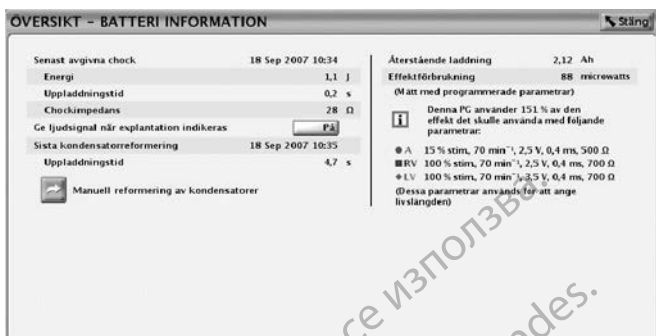 ÖVERSIKT – BATTERI INFORMATION
Stäng
Senast avgivna chock 18 Sep 2007 10:34
Energi 1,1 J
Uppladdningstid 0,2 s
Chockimpedans 28 Ω
Ge ljudsignal när explantation indikeras På
Sista kondensatorreformering 18 Sep 2007 10:35
Uppladdningstid 4,7 s
Manuell reformering av kondensatorer
Återstående laddning 2,12 Ah
Effektförbrukning 88 microwatts
(Mätt med programmerade parametrar)
i Denna PG använder 151 % av den
effekt det skulle använda med följande
parametrar:
● A 15 % stim, 70 min⁻¹, 2,5 V, 0,4 ms, 500 Ω
■ RV 100 % stim, 70 min⁻¹, 2,5 V, 0,4 ms, 700 Ω
◆ LV 100 % stim, 70 min⁻¹, 3,5 V, 0,4 ms, 700 Ω
(Dessa parametrar används för att ange
livslängden)
се използва.